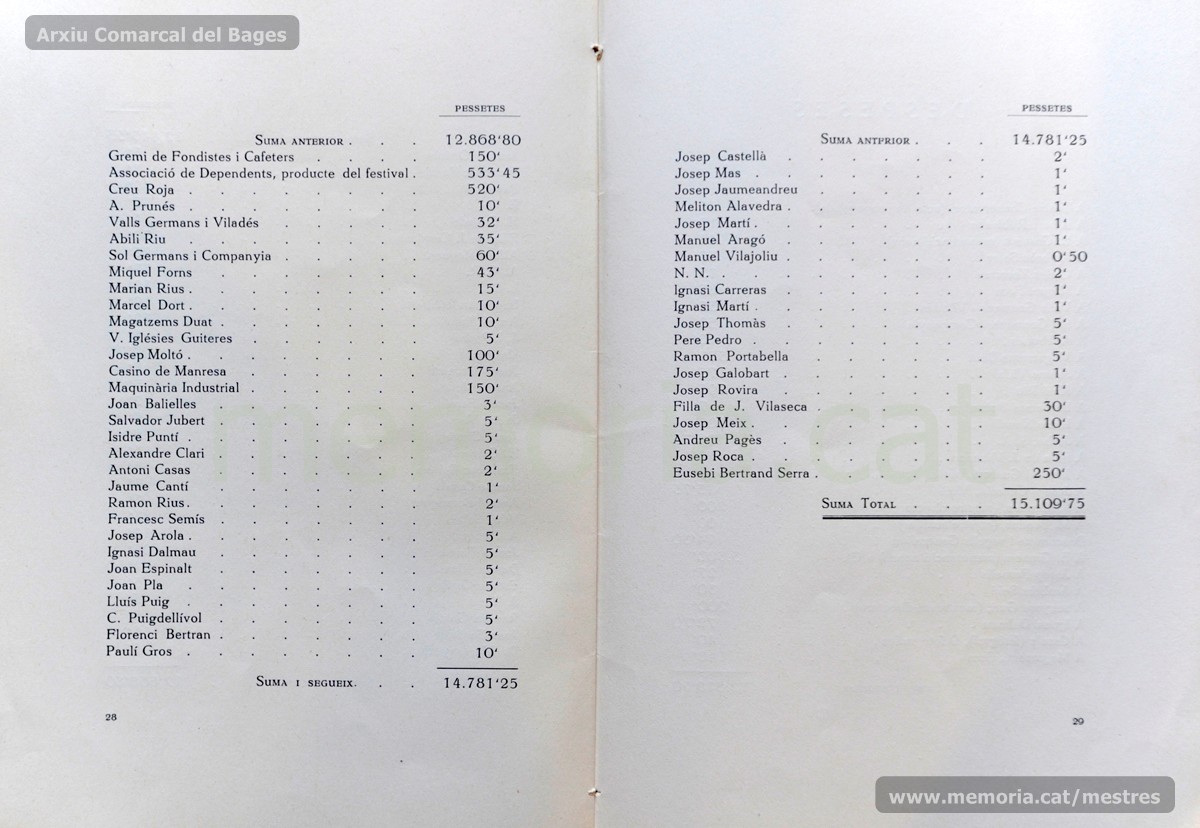 Arxiu Comarcal del Bages
PESSETES
SUMA ANTERIOR . . . 12.868'80
Gremi de Fondistes i Cafeters . . . . 150'
Associació de Dependents, producte del festival . 533'45
Creu Roja . . . . . . . . 520'
A. Prunés . . . . . . . . 10'
Valls Germans i Viladés . . . . . 32'
Abili Riu . . . . . . . . 35'
Sol Germans i Companyia . . . . . 60'
Miquel Forns . . . . . . . 43'
Marian Rius . . . . . . . . 15'
Marcel Dort . . . . . . . . 10'
Magatzems Duat . . . . . . . 10'
V. Iglésies Guiteres . . . . . . 5'
Josep Moltó . . . . . . . . 100'
Casino de Manresa . . . . . . 175'
Maquinària Industrial . . . . . . 150'
Joan Balielles . . . . . . . 3'
Salvador Jubert . . . . . . . 5'
Isidre Puntí . . . . . . . . 5'
Alexandre Clari . . . . . . . 2'
Antoni Casas . . . . . . . 2'
Jaume Cantí . . . . . . . 1'
Ramon Rius . . . . . . . . 2'
Francesc Semís . . . . . . . 1'
Josep Arola . . . . . . . . 5'
Ignasi Dalmau . . . . . . . 5'
Joan Espinalt . . . . . . . 5'
Joan Pla . . . . . . . . 5'
Lluís Puig . . . . . . . . 5'
C. Puigdellívol . . . . . . . 5'
Florenci Bertran . . . . . . . 3'
Paulí Gros . . . . . . . . 10'
SUMA I SEGUEIX . . . 14.781'25
28
PESSETES
SUMA ANTERIOR . . . 14.781'25
Josep Castellà . . . . . . . 2'
Josep Mas . . . . . . . . 1'
Josep Jaumeandreu . . . . . . 1'
Meliton Alavedra . . . . . . . 1'
Josep Martí . . . . . . . . 1'
Manuel Aragó . . . . . . . 1'
Manuel Vilajoliu . . . . . . . 0'50
N. N. . . . . . . . . . 2'
Ignasi Carreras . . . . . . . 1'
Ignasi Martí . . . . . . . . 1'
Josep Thomàs . . . . . . . 5'
Pere Pedro . . . . . . . . 5'
Ramon Portabella . . . . . . 5'
Josep Galobart . . . . . . . 1'
Josep Rovira . . . . . . . 1'
Filla de J. Vilaseca . . . . . . 30'
Josep Meix . . . . . . . . 10'
Andreu Pagès . . . . . . . 5'
Josep Roca . . . . . . . . 5'
Eusebi Bertrand Serra . . . . . . 250'
SUMA TOTAL . . . 15.109'75
29
memoria.cat
www.memoria.cat/mestres